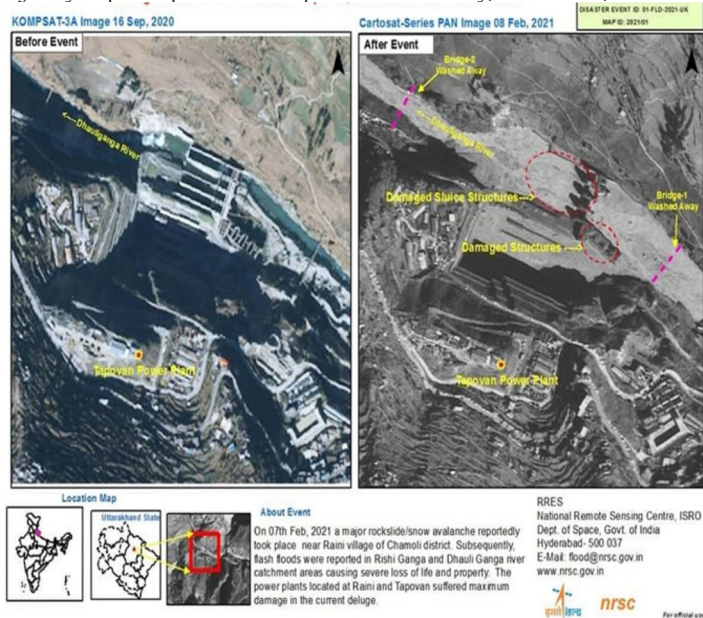 KOMPSAT-3A Image 16 Sep, 2020
Cartosat-Series PAN Image 08 Feb, 2021
DISASTER EVENT ID: 01-FLD-2021-UK
MAP ID: 2021/01
Before Event
<---- Dhauliganga River
Tapovan Power Plant
After Event
Bridge-2
Washed Away
<---- Dhauliganga River
Damaged Sluice Structures--->
Bridge-1
Washed Away
Damaged Structures ---->
Tapovan Power Plant
Location Map
Uttarakhand State
About Event
On 07th Feb, 2021 a major rockslide/snow avalanche reportedly
took place near Raini village of Chamoli district. Subsequently,
flash floods were reported in Rishi Ganga and Dhauli Ganga river
catchment areas causing severe loss of life and property. The
power plants located at Raini and Tapovan suffered maximum
damage in the current deluge.
RRES
National Remote Sensing Centre, ISRO
Dept. of Space, Govt. of India
Hyderabad- 500 037
E-Mail: flood@nrsc.gov.in
www.nrsc.gov.in
nrsc
For official us